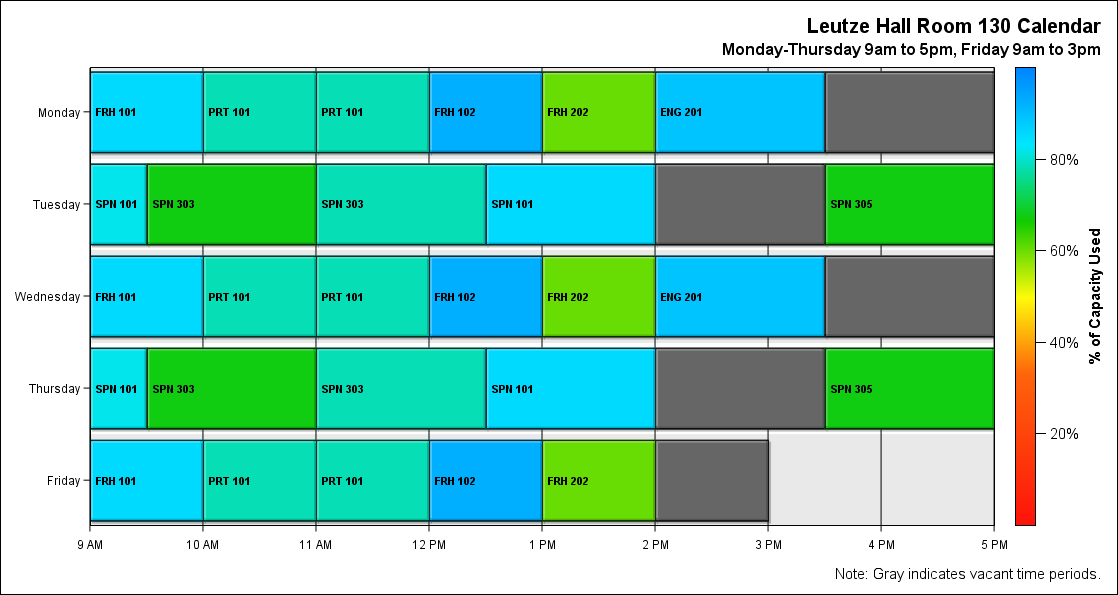 Leutze Hall Room 130 Calendar
Monday-Thursday 9am to 5pm, Friday 9am to 3pm
Monday FRH 101 PRT 101 PRT 101 FRH 102 FRH 202 ENG 201
Tuesday SPN 101 SPN 303 SPN 303 SPN 101 SPN 305
Wednesday FRH 101 PRT 101 PRT 101 FRH 102 FRH 202 ENG 201
Thursday SPN 101 SPN 303 SPN 303 SPN 101 SPN 305
Friday FRH 101 PRT 101 PRT 101 FRH 102 FRH 202
9 AM 10 AM 11 AM 12 PM 1 PM 2 PM 3 PM 4 PM 5 PM
80%
60%
40%
20%
% of Capacity Used
Note: Gray indicates vacant time periods.